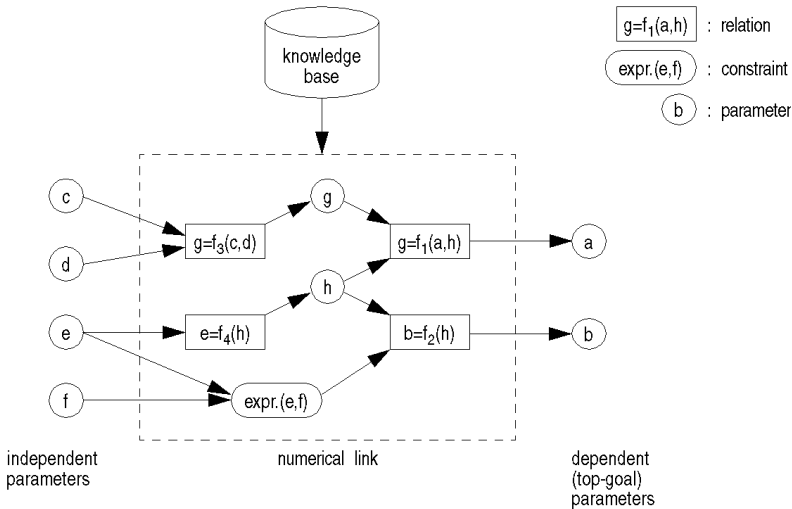 knowledge
base
g=f₁(a,h) : relation
expr.(e,f) : constraint
b : parameter
c
g
g=f₃(c,d)
g=f₁(a,h)
a
d
h
e
e=f₄(h)
b=f₂(h)
b
f
expr.(e,f)
independent
parameters
numerical link
dependent
(top-goal)
parameters